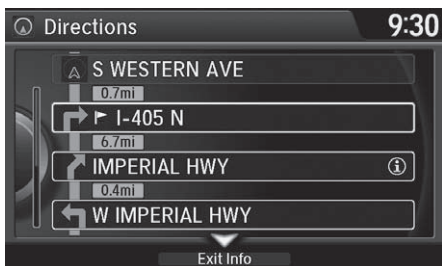 Directions
9:30
S WESTERN AVE
0.7mi
I-405 N
6.7mi
IMPERIAL HWY
0.4mi
W IMPERIAL HWY
Exit Info